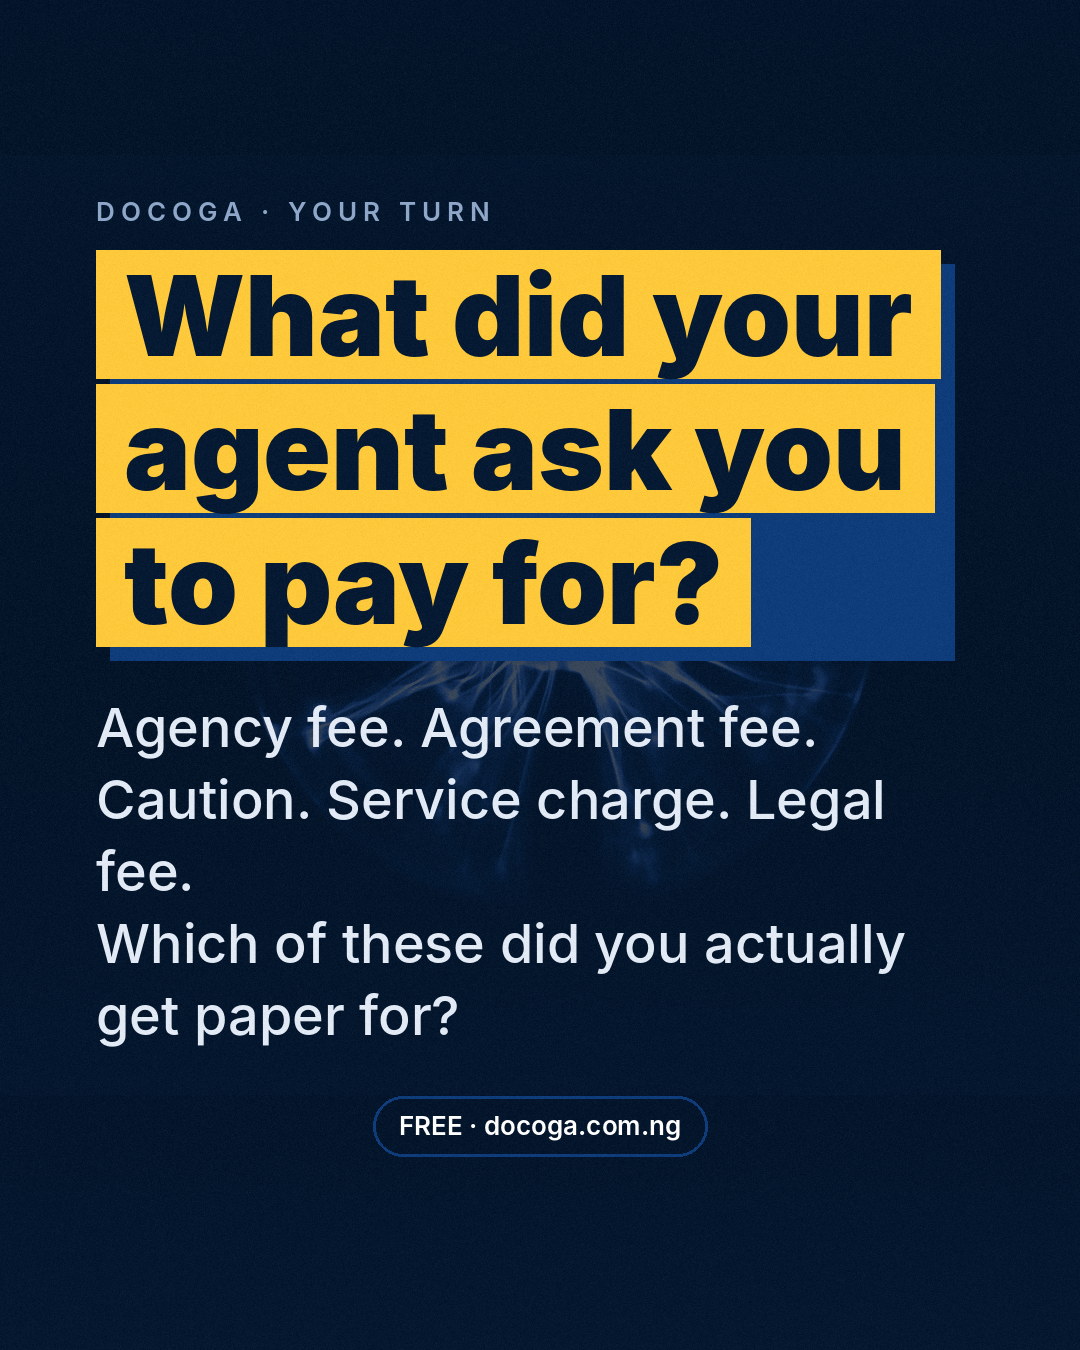 DOCOGA · YOUR TURN
What did your
agent ask you
to pay for?
Agency fee. Agreement fee.
Caution. Service charge. Legal
fee.
Which of these did you actually
get paper for?
FREE · docoga.com.ng